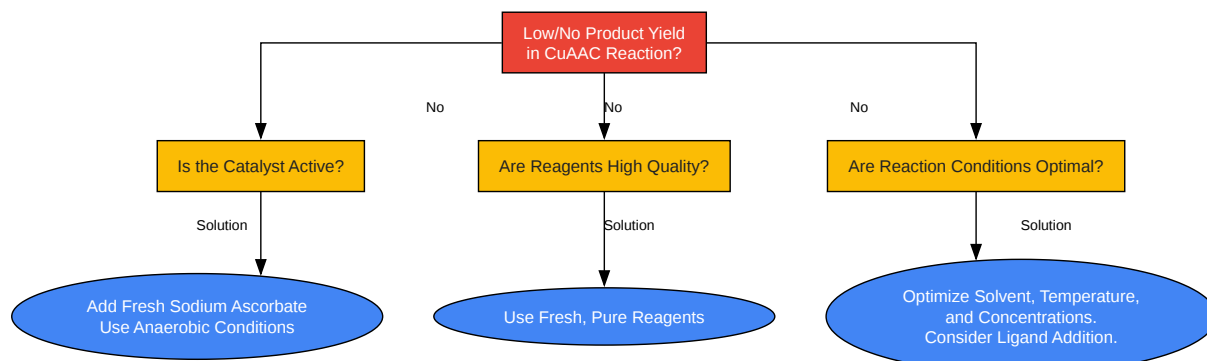 Low/No Product Yield
in CuAAC Reaction?
No
No
No
Is the Catalyst Active?
Are Reagents High Quality?
Are Reaction Conditions Optimal?
Solution
Solution
Solution
Add Fresh Sodium Ascorbate
Use Anaerobic Conditions
Use Fresh, Pure Reagents
Optimize Solvent, Temperature,
and Concentrations.
Consider Ligand Addition.